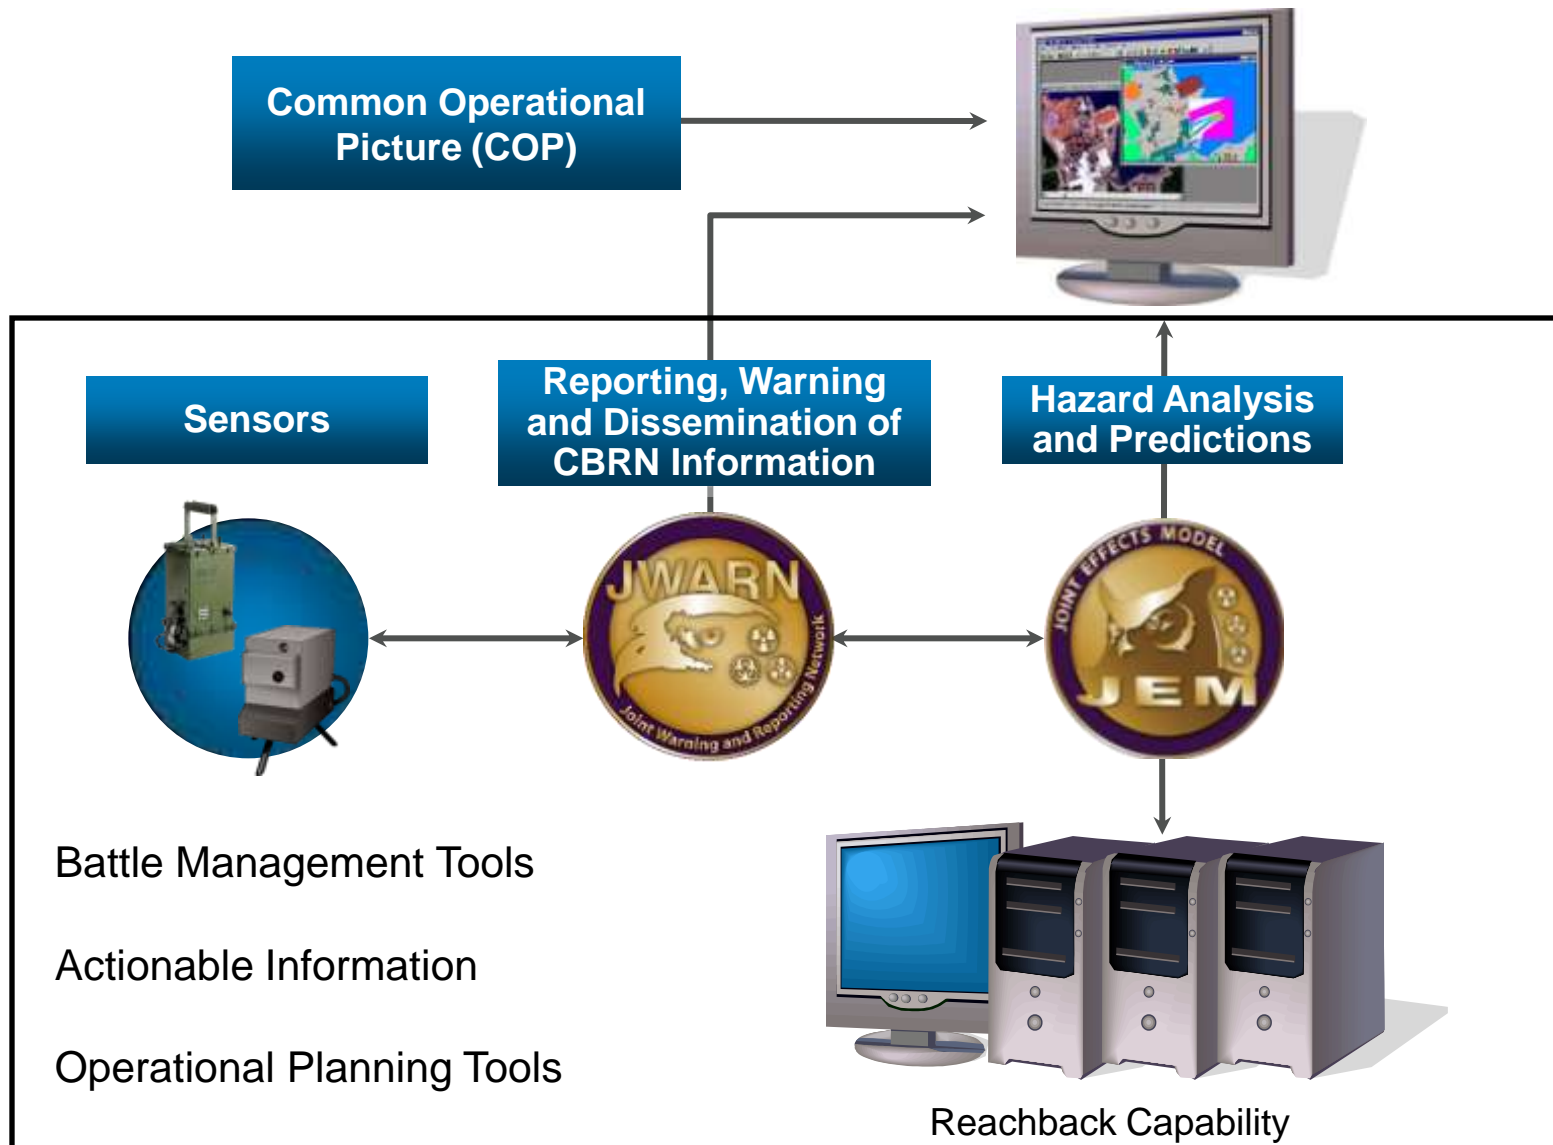 Common Operational
Picture (COP)
Sensors
Reporting, Warning
and Dissemination of
CBRN Information
Hazard Analysis
and Predictions
JWARN
Joint Warning and Reporting Network
JOINT EFFECTS MODEL
JEM
Battle Management Tools
Actionable Information
Operational Planning Tools
Reachback Capability